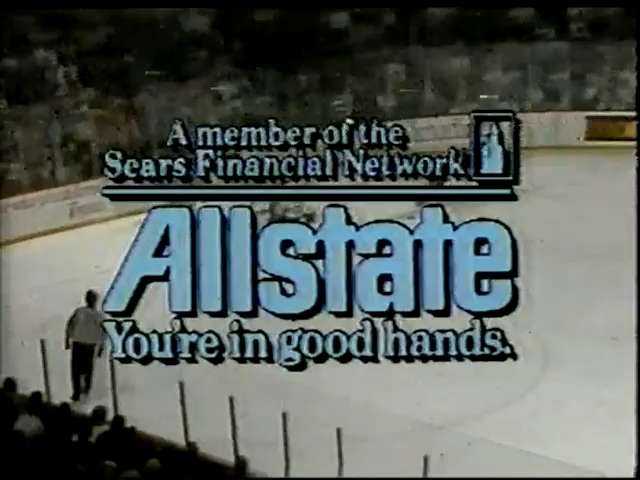 A member of the
Sears Financial Network
Allstate
You're in good hands.